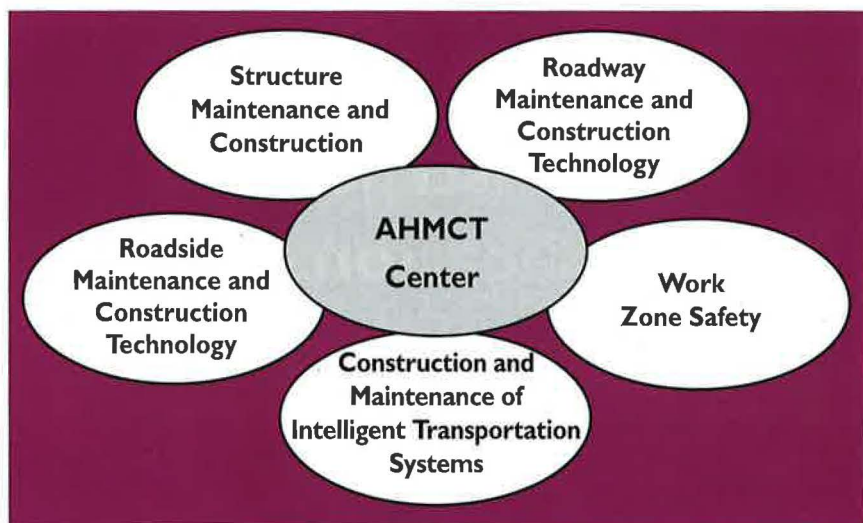 Structure
Maintenance and
Construction
Roadway
Maintenance and
Construction
Technology
AHMCT
Center
Roadside
Maintenance and
Construction
Technology
Work
Zone Safety
Construction and
Maintenance of
Intelligent Transportation
Systems